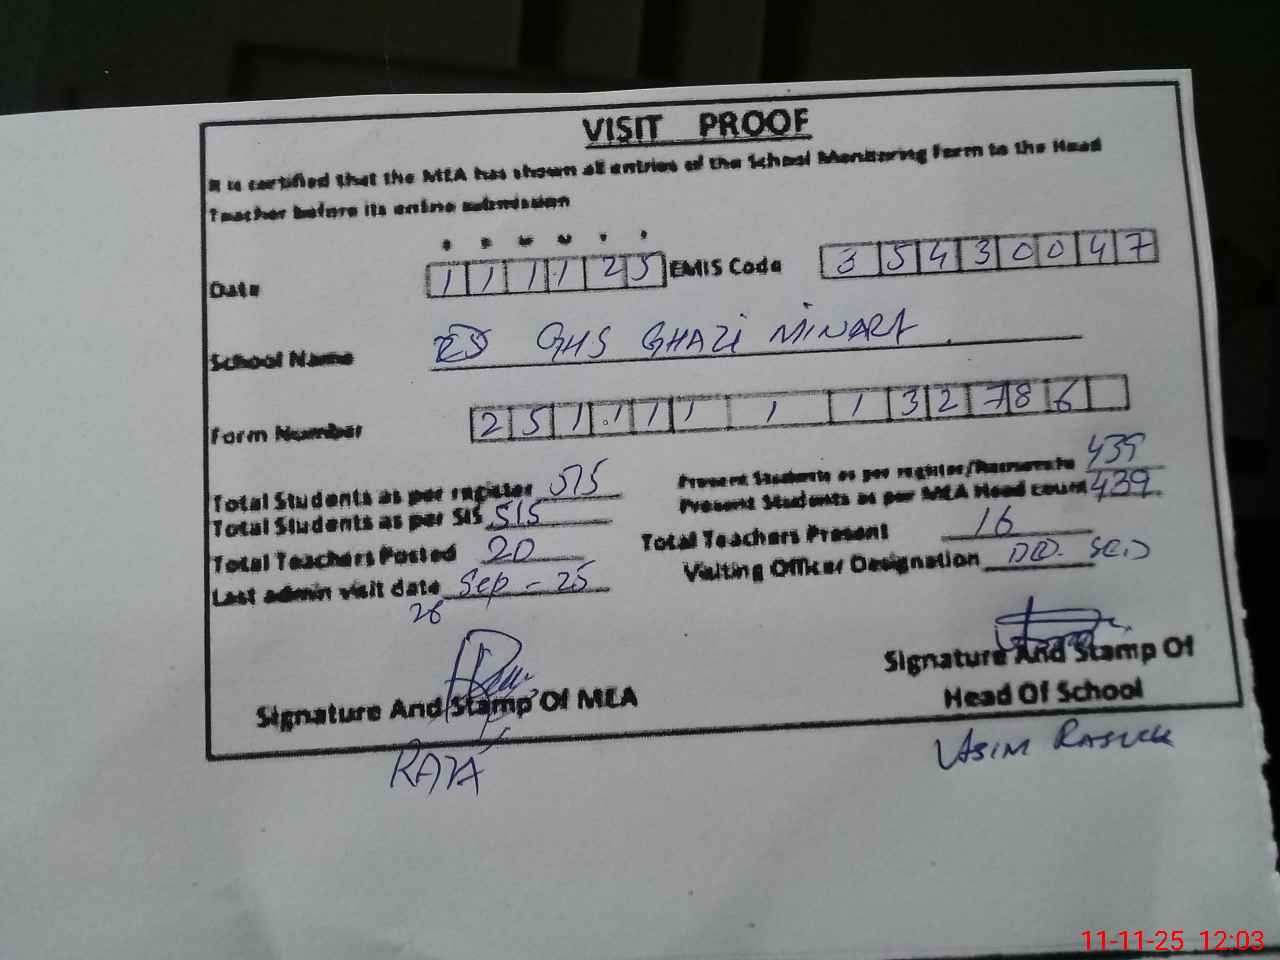 VISIT PROOF
It is certified that the MEA has shown all entries of the School Monitoring Form to the Head
Teacher before its online submission
Date 1 1 1 1 2 5 EMIS Code 3 5 4 3 0 0 4 7
School Name GHS GHAZI MINARA
Form Number 2 5 1 1 1 1 1 1 3 2 7 8 6
Total Students as per register 515 Present Students as per register/ 439
Total Students as per SIS 515 Present Students as per MEA Head count 439
Total Teachers Posted 20 Total Teachers Present 16
Last admin visit date Sep - 25 Visiting Officer Designation
26
Signature And Stamp Of MEA
Signature And Stamp Of
Head Of School
RAZA
11-11-25 12:03